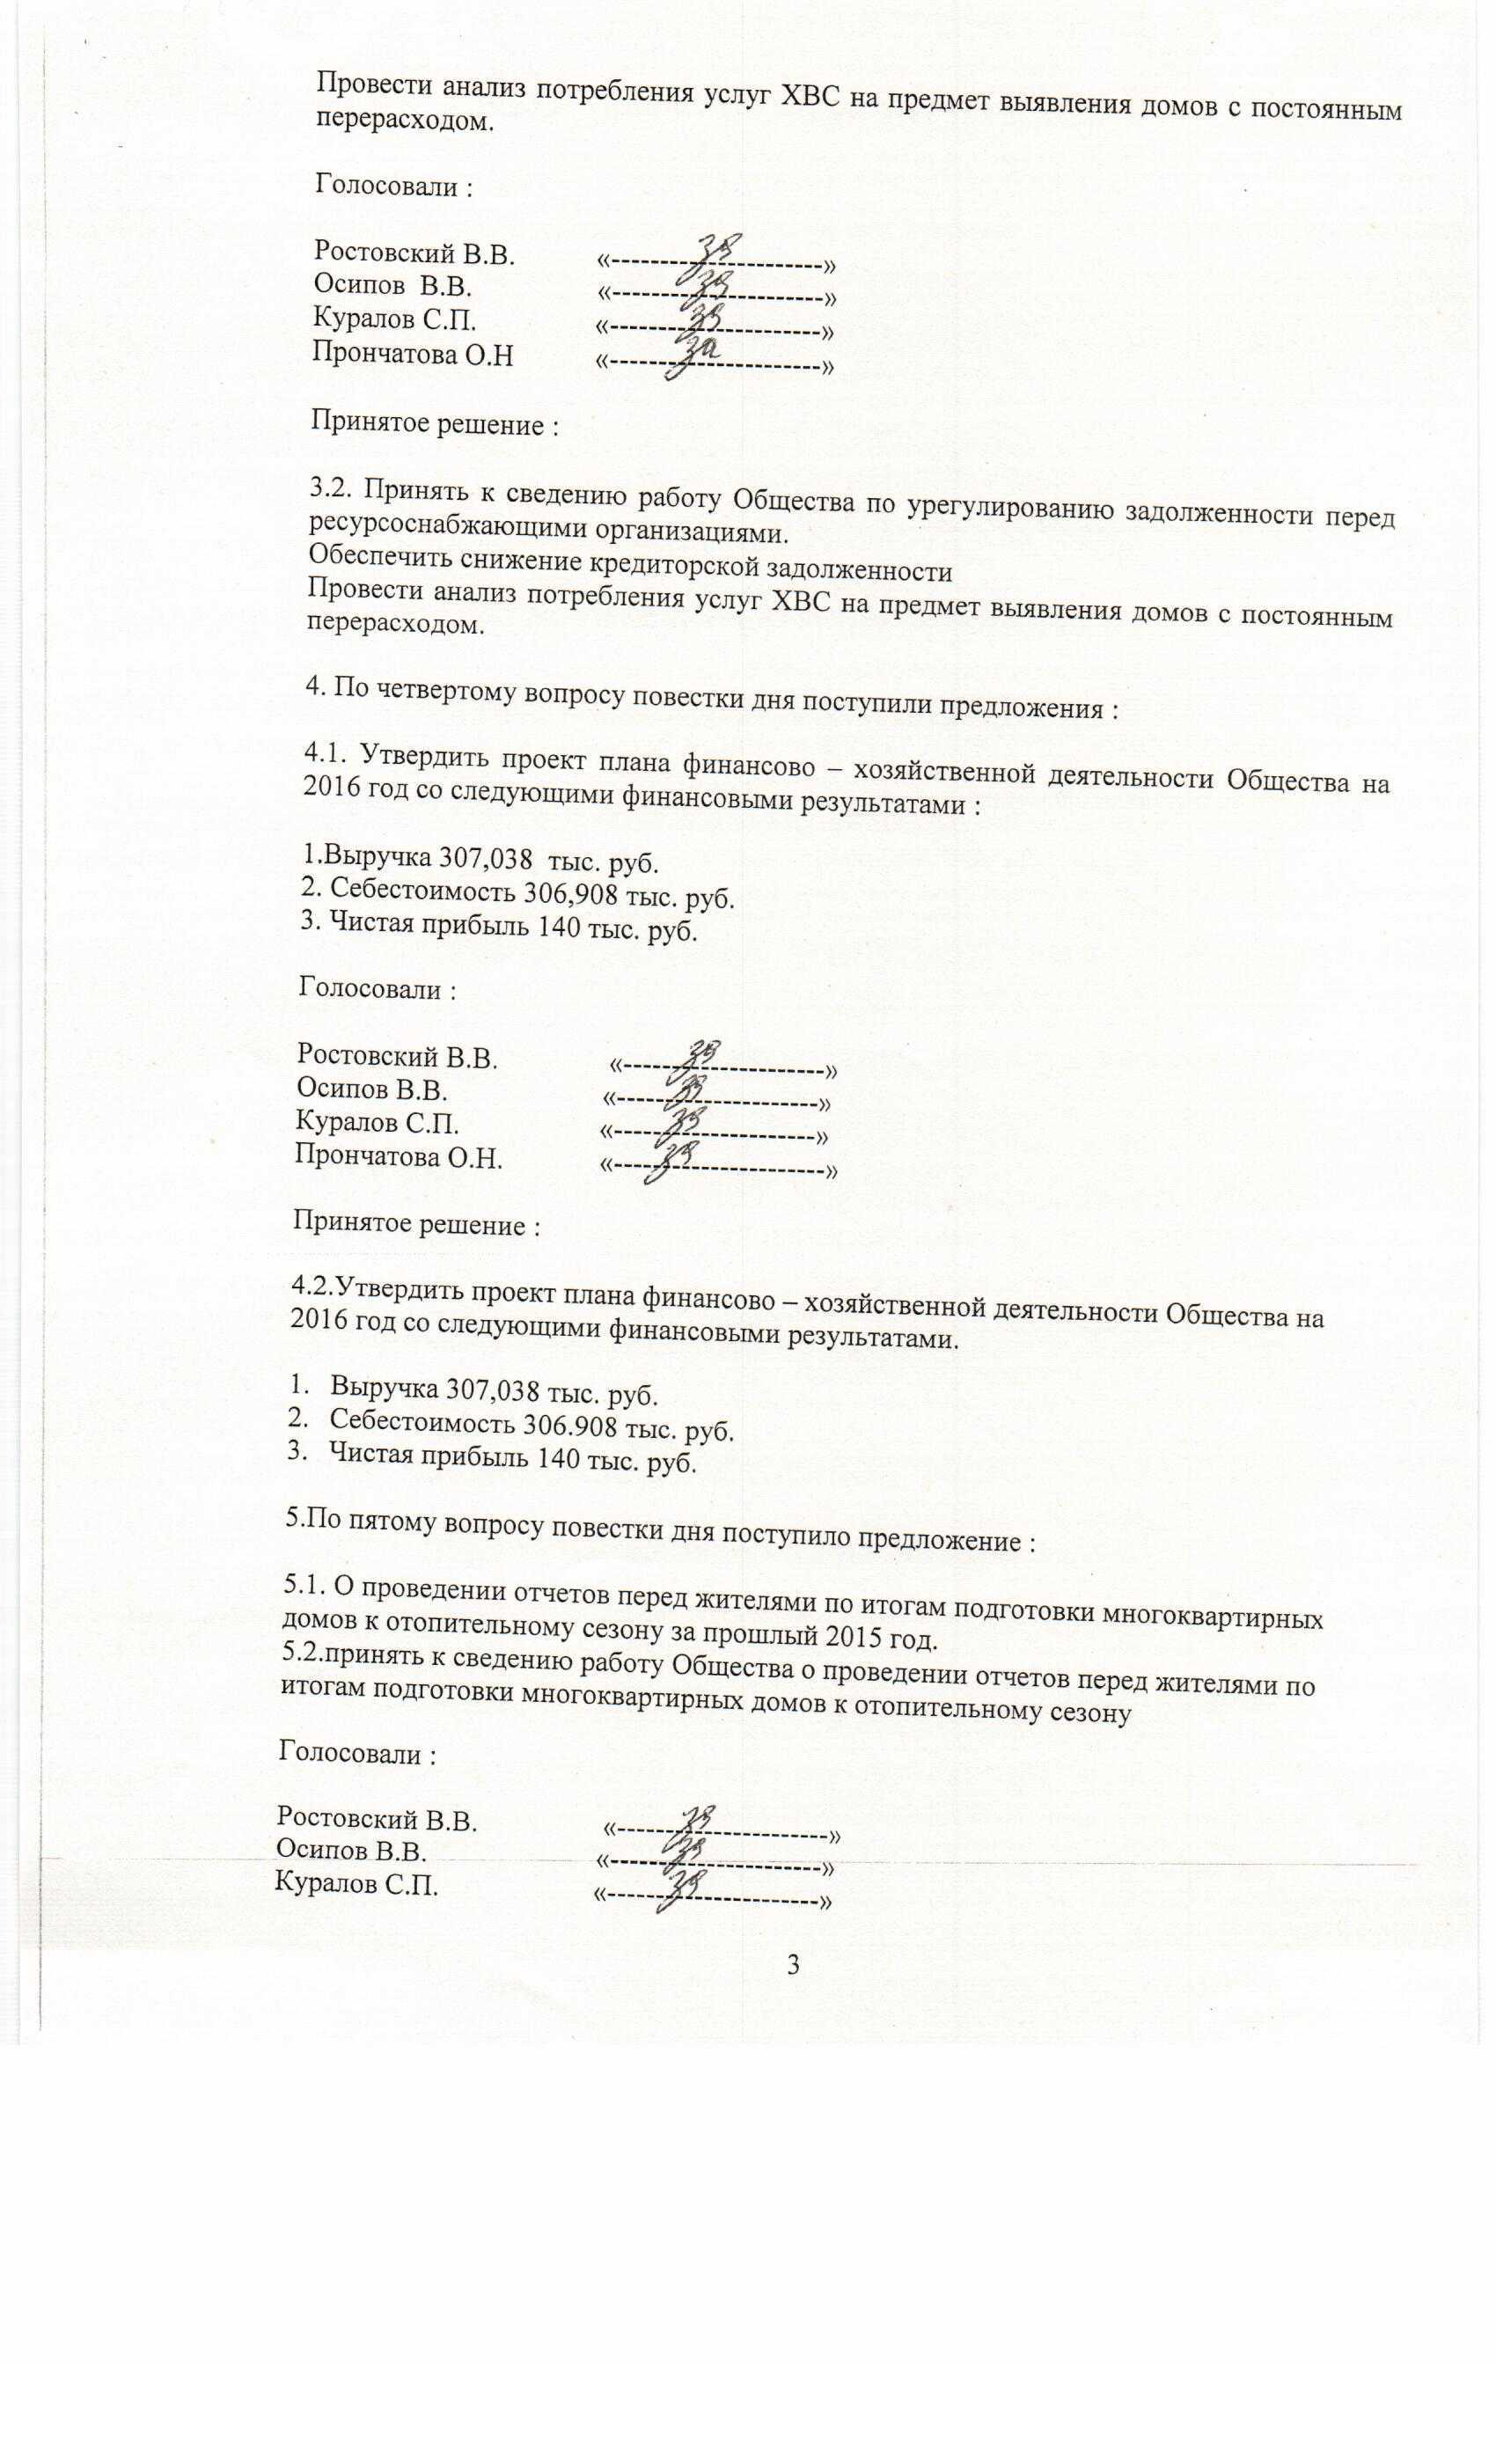 Провести анализ потребления услуг ХВС на предмет выявления домов с постоянным
перерасходом.
Голосовали :
Ростовский В.В. «----------за------------»
Осипов В.В. «----------за------------»
Куралов С.П. «----------за------------»
Прончатова О.Н «----------за------------»
Принятое решение :
3.2. Принять к сведению работу Общества по урегулированию задолженности перед
ресурсоснабжающими организациями.
Обеспечить снижение кредиторской задолженности
Провести анализ потребления услуг ХВС на предмет выявления домов с постоянным
перерасходом.
4. По четвертому вопросу повестки дня поступили предложения :
4.1. Утвердить проект плана финансово – хозяйственной деятельности Общества на
2016 год со следующими финансовыми результатами :
1.Выручка 307,038 тыс. руб.
2. Себестоимость 306,908 тыс. руб.
3. Чистая прибыль 140 тыс. руб.
Голосовали :
Ростовский В.В. «-------за-------------»
Осипов В.В. «-------за-------------»
Куралов С.П. «-------за-------------»
Прончатова О.Н. «-------за-------------»
Принятое решение :
4.2.Утвердить проект плана финансово – хозяйственной деятельности Общества на
2016 год со следующими финансовыми результатами.
1. Выручка 307,038 тыс. руб.
2. Себестоимость 306.908 тыс. руб.
3. Чистая прибыль 140 тыс. руб.
5.По пятому вопросу повестки дня поступило предложение :
5.1. О проведении отчетов перед жителями по итогам подготовки многоквартирных
домов к отопительному сезону за прошлый 2015 год.
5.2.принять к сведению работу Общества о проведении отчетов перед жителями по
итогам подготовки многоквартирных домов к отопительному сезону
Голосовали :
Ростовский В.В. «--------за-------------»
Осипов В.В. «--------за-------------»
Куралов С.П. «--------за-------------»
3